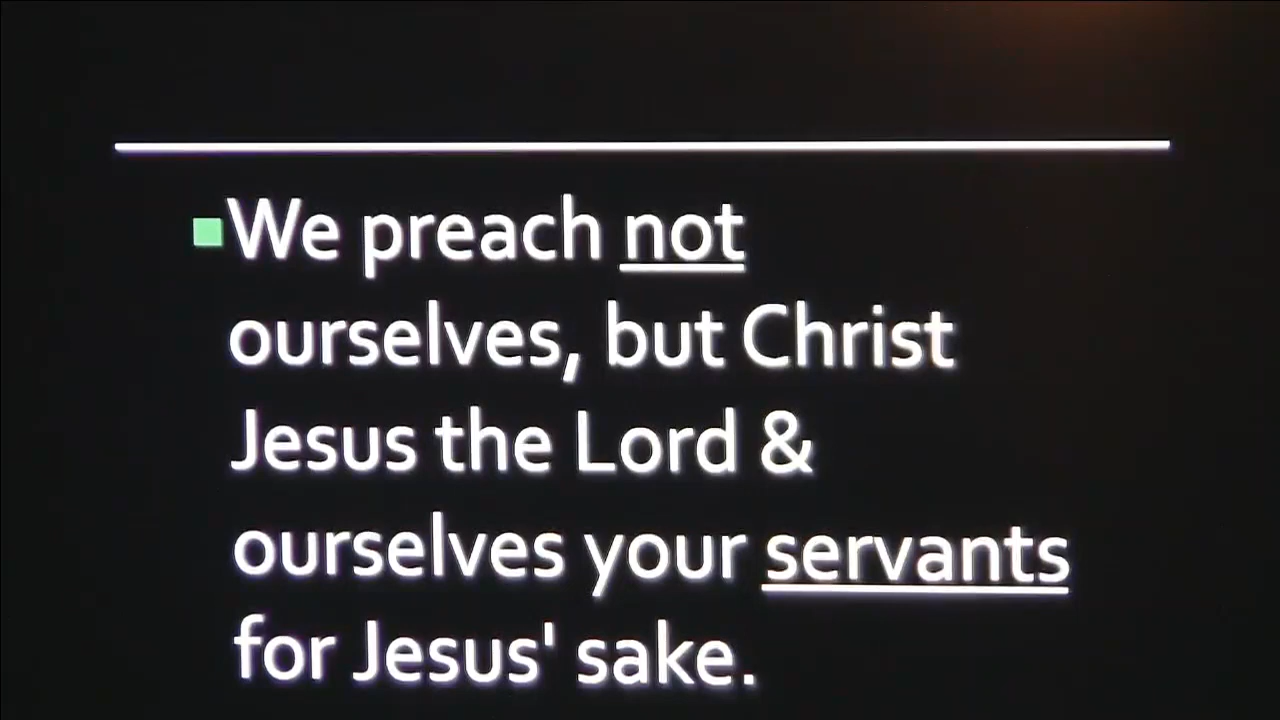 We preach not
ourselves, but Christ
Jesus the Lord &
ourselves your servants
for Jesus' sake.